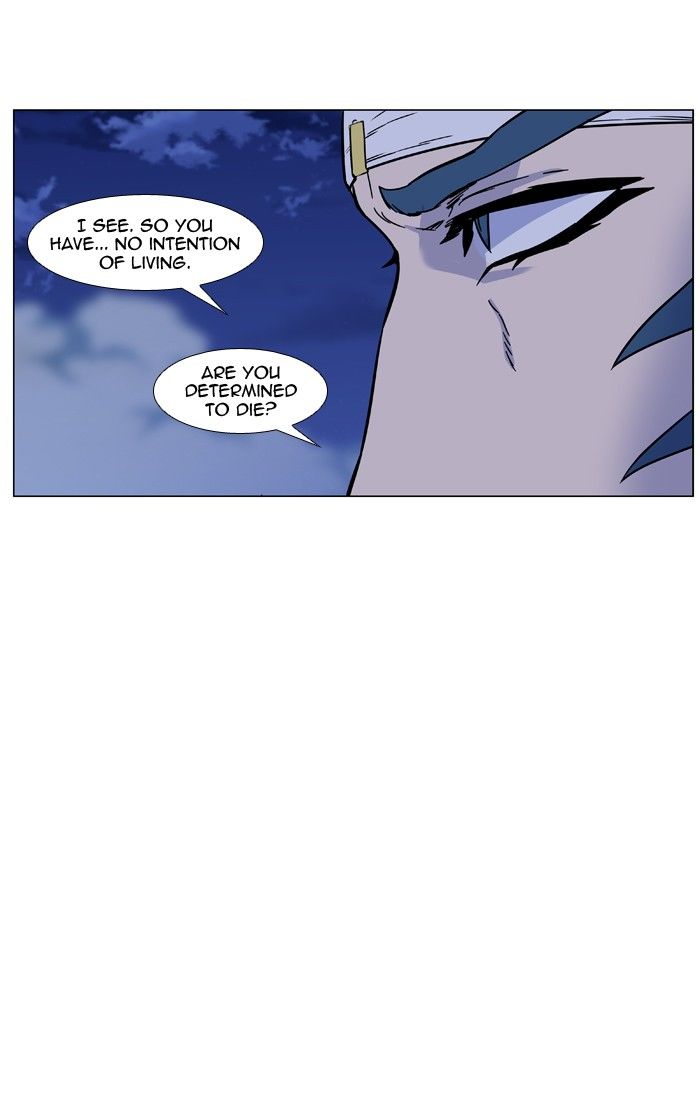 I SEE. SO YOU
HAVE... NO INTENTION
OF LIVING.
ARE YOU
DETERMINED
TO DIE?